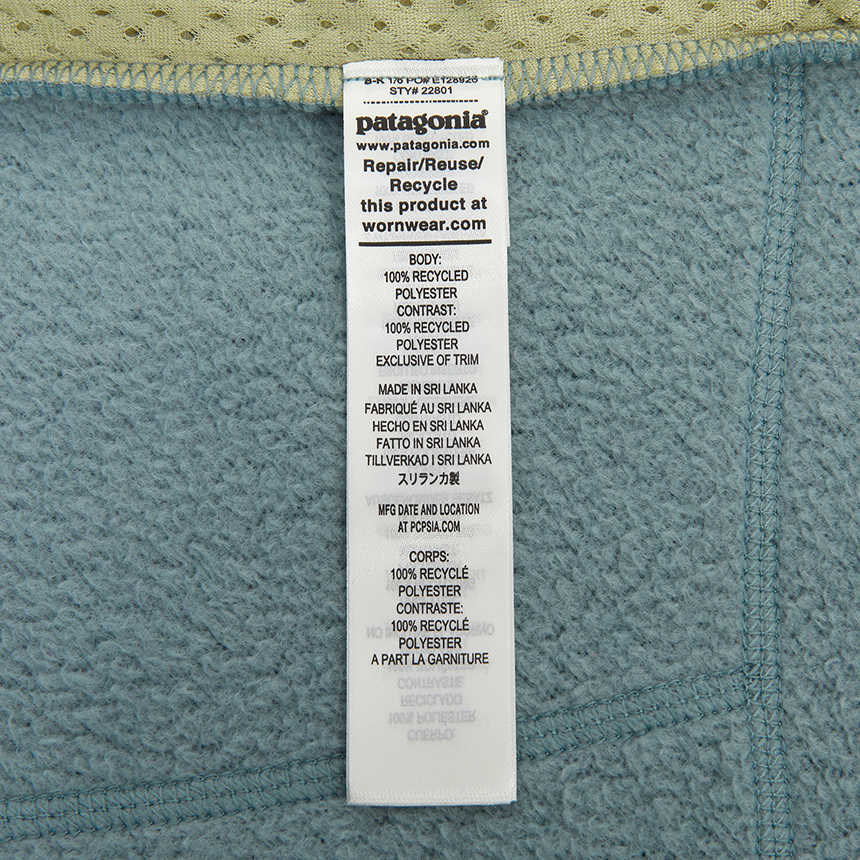 B-K 1/6 PO# E128926
STY# 22801
patagonia®
www.patagonia.com
Repair/Reuse/
Recycle
this product at
wornwear.com
BODY:
100% RECYCLED
POLYESTER
CONTRAST:
100% RECYCLED
POLYESTER
EXCLUSIVE OF TRIM
MADE IN SRI LANKA
FABRIQUÉ AU SRI LANKA
HECHO EN SRI LANKA
FATTO IN SRI LANKA
TILLVERKAD I SRI LANKA
スリランカ製
MFG DATE AND LOCATION
AT PCPSIA.COM
CORPS:
100% RECYCLÉ
POLYESTER
CONTRASTE:
100% RECYCLÉ
POLYESTER
A PART LA GARNITURE